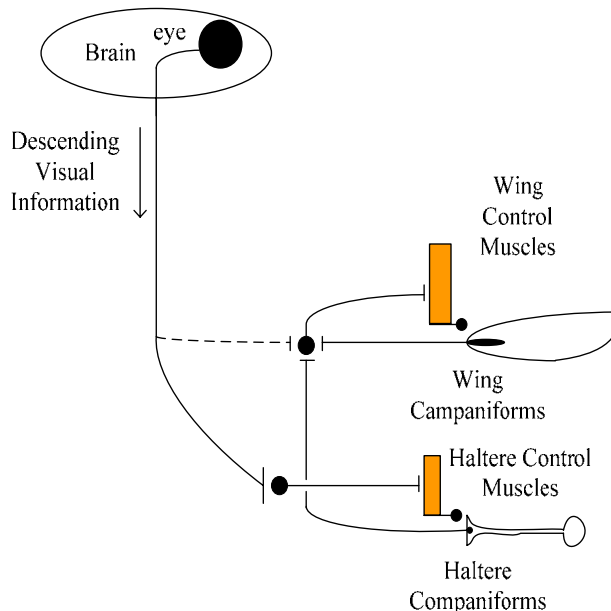 eye
Brain
Descending
Visual
Information
Wing
Control
Muscles
Wing
Campaniforms
Haltere Control
Muscles
Haltere
Companiforms